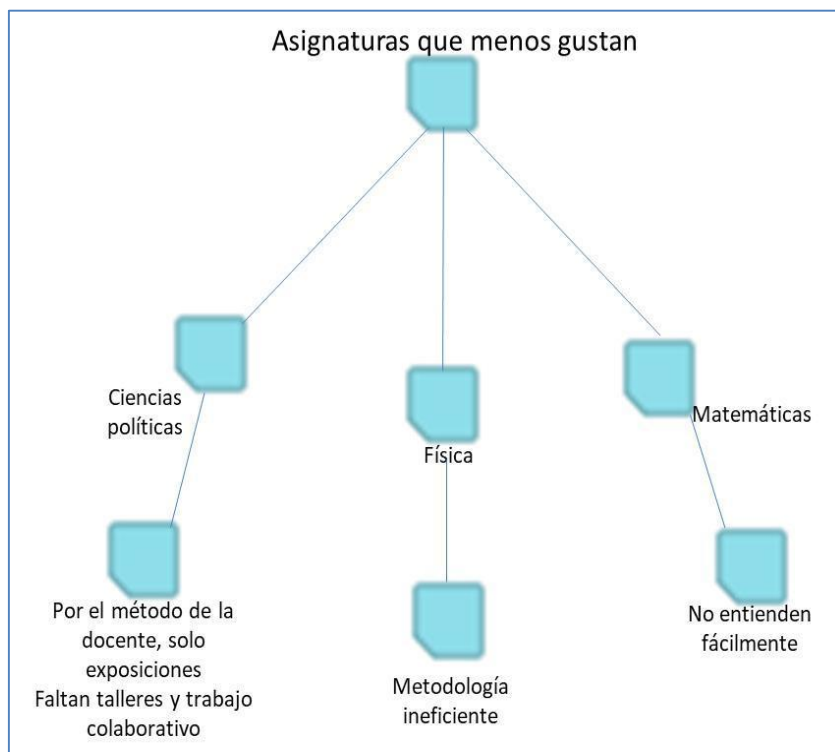 Asignaturas que menos gustan
Ciencias
políticas
Física
Matemáticas
Por el método de la
docente, solo
exposiciones
Faltan talleres y trabajo
colaborativo
Metodología
ineficiente
No entienden
fácilmente